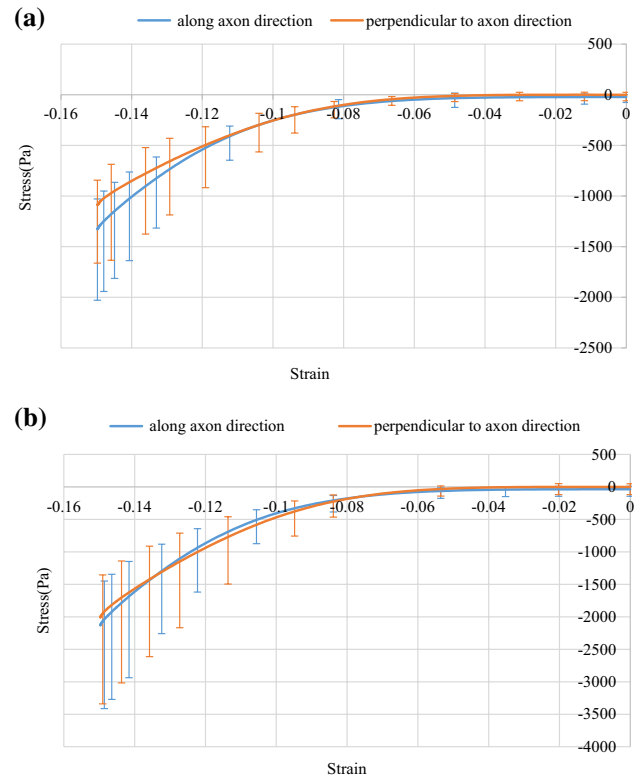 (a)
along axon direction perpendicular to axon direction
500
0
-0.16 -0.14 -0.12 -0.1 -0.08 -0.06 -0.04 -0.02 0
-500
-1000
-1500
-2000
-2500
Stress(Pa)
Strain
(b)
along axon direction perpendicular to axon direction
500
0
-0.16 -0.14 -0.12 -0.1 -0.08 -0.06 -0.04 -0.02 0
-500
-1000
-1500
-2000
-2500
-3000
-3500
-4000
Stress(Pa)
Strain